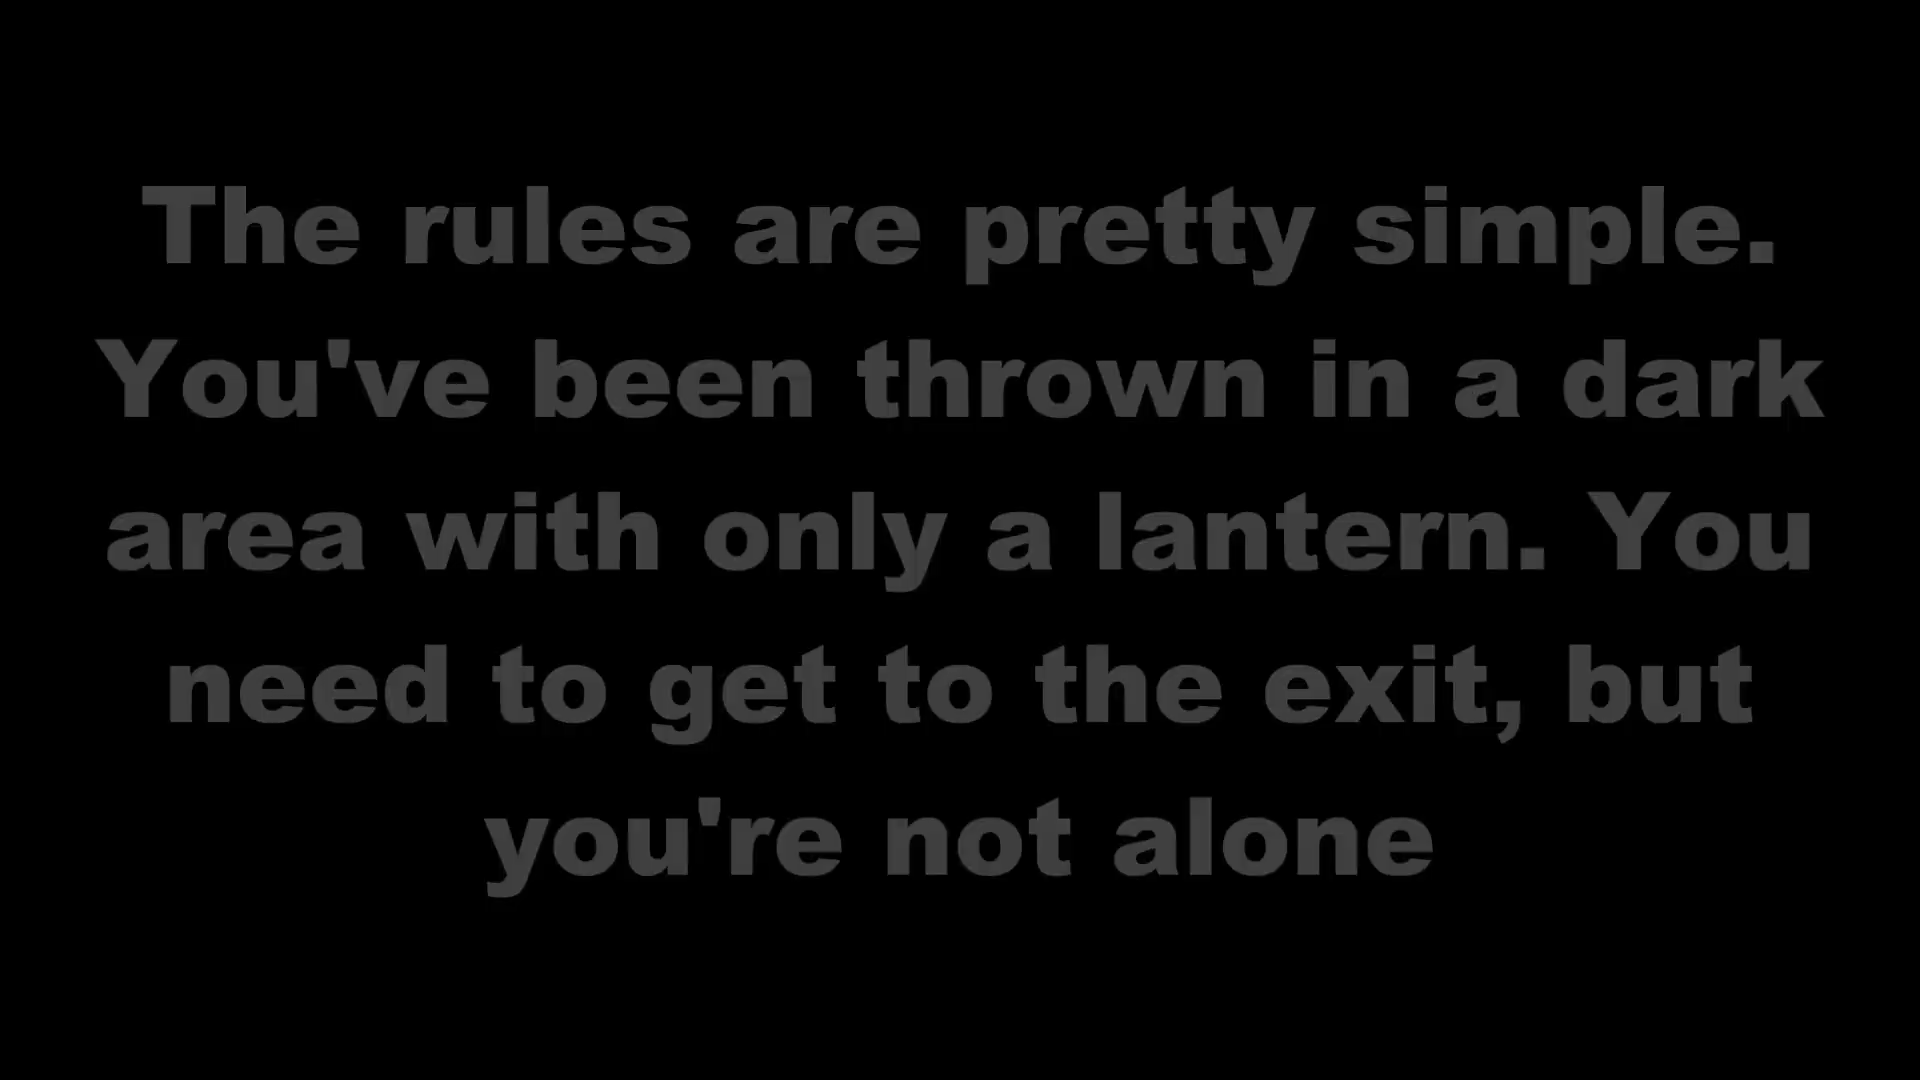 The rules are pretty simple.
You've been thrown in a dark
area with only a lantern. You
need to get to the exit, but
you're not alone